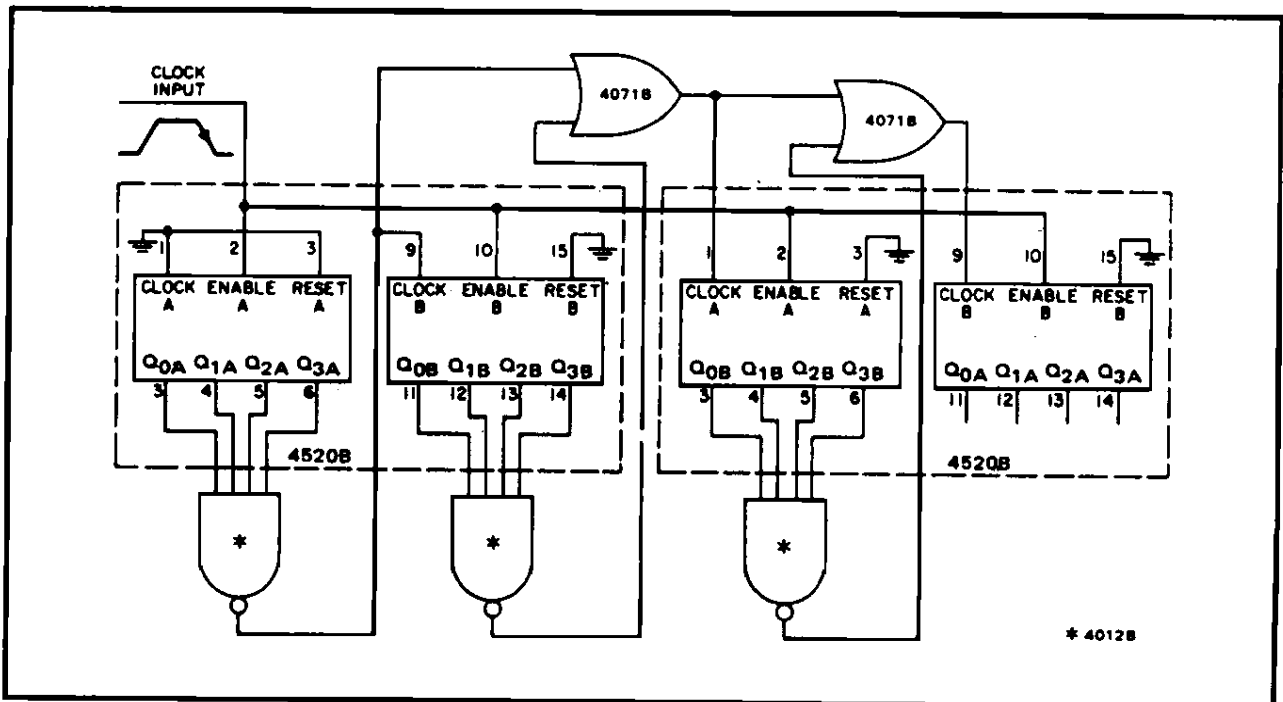 CLOCK
INPUT
4071B
4071B
1 2 3
9 10 15
1 2 3
9 10 15
CLOCK ENABLE RESET
A A A
CLOCK ENABLE RESET
B B B
CLOCK ENABLE RESET
A A A
CLOCK ENABLE RESET
B B B
Q0A Q1A Q2A Q3A
Q0B Q1B Q2B Q3B
Q0B Q1B Q2B Q3B
Q0A Q1A Q2A Q3A
3 4 5 6
11 12 13 14
3 4 5 6
11 12 13 14
4520B
4520B
*
*
*
* 4012B